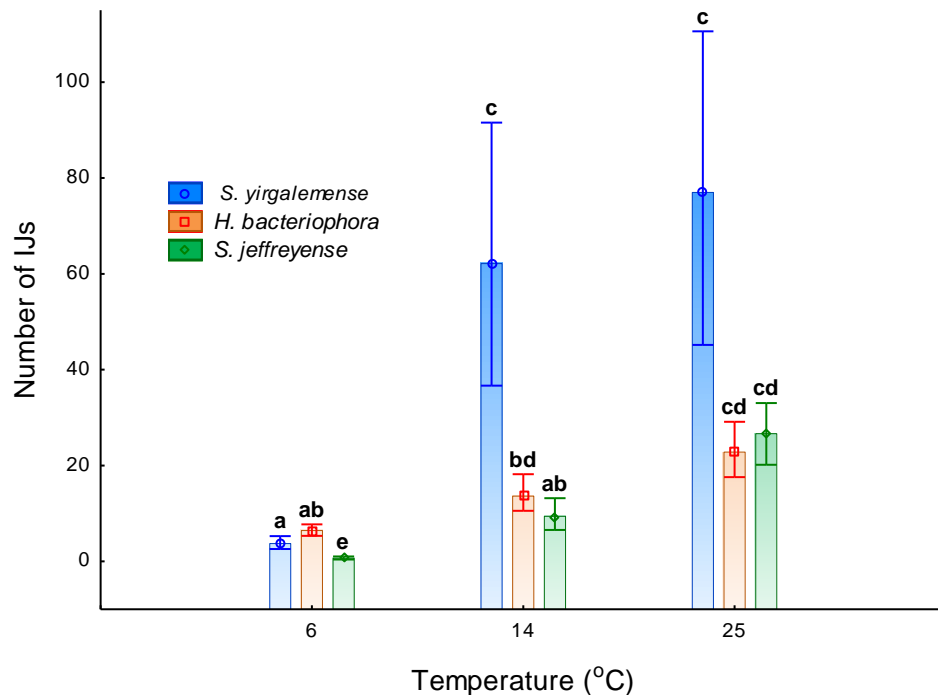 Number of IJs
100
80
60
40
20
0
S. yirgalemense
H. bacteriophora
S. jeffreyense
a
ab
e
c
bd
ab
c
cd
cd
6
14
25
Temperature (°C)